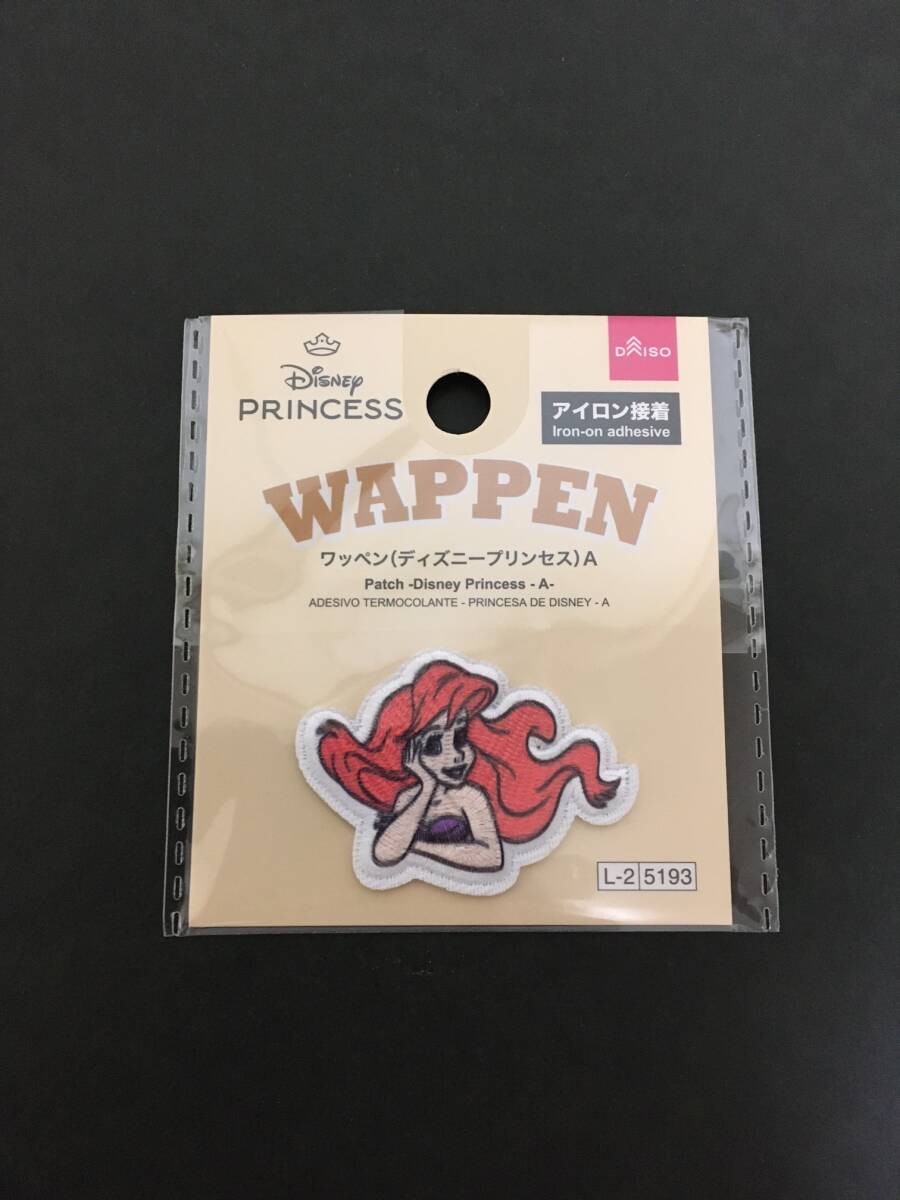 Disney
PRINCESS
DAISO
アイロン接着
Iron-on adhesive
WAPPEN
ワッペン(ディズニープリンセス)A
Patch -Disney Princess - A-
ADESIVO TERMOCOLANTE - PRINCESA DE DISNEY - A
L-2 5193